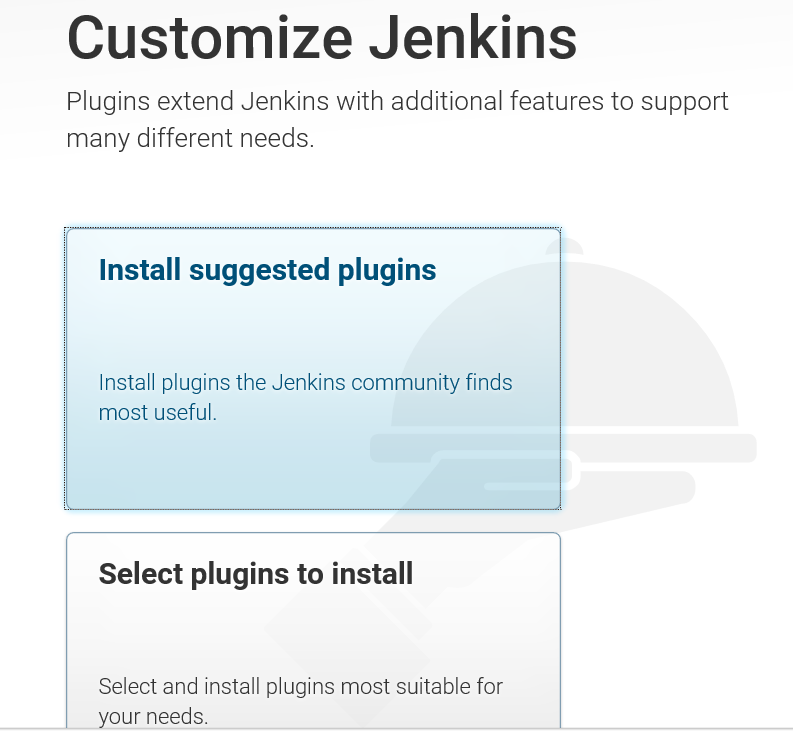 Customize Jenkins
Plugins extend Jenkins with additional features to support
many different needs.
Install suggested plugins
Install plugins the Jenkins community finds
most useful.
Select plugins to install
Select and install plugins most suitable for
your needs.